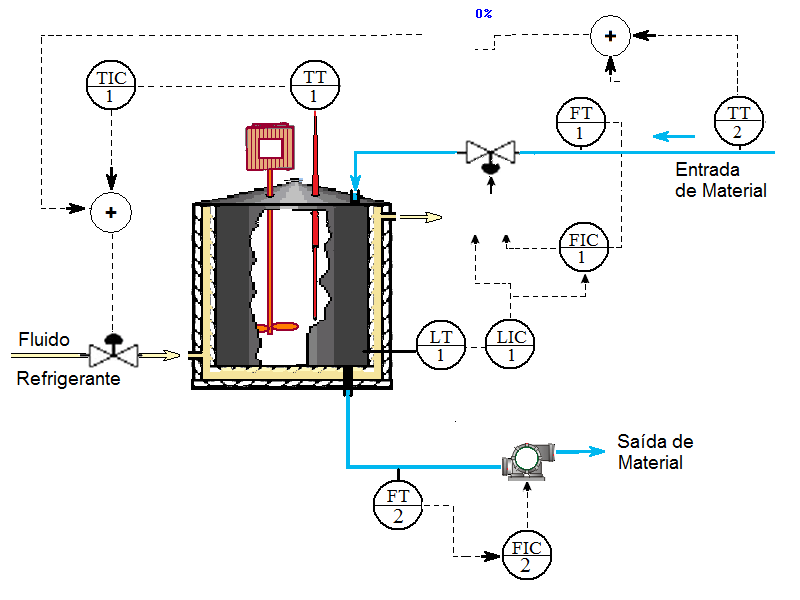 0%
+
TIC
1
TT
1
FT
1
TT
2
Entrada
de Material
+
FIC
1
Fluido
Refrigerante
LT
1
LIC
1
Saída de
Material
FT
2
FIC
2